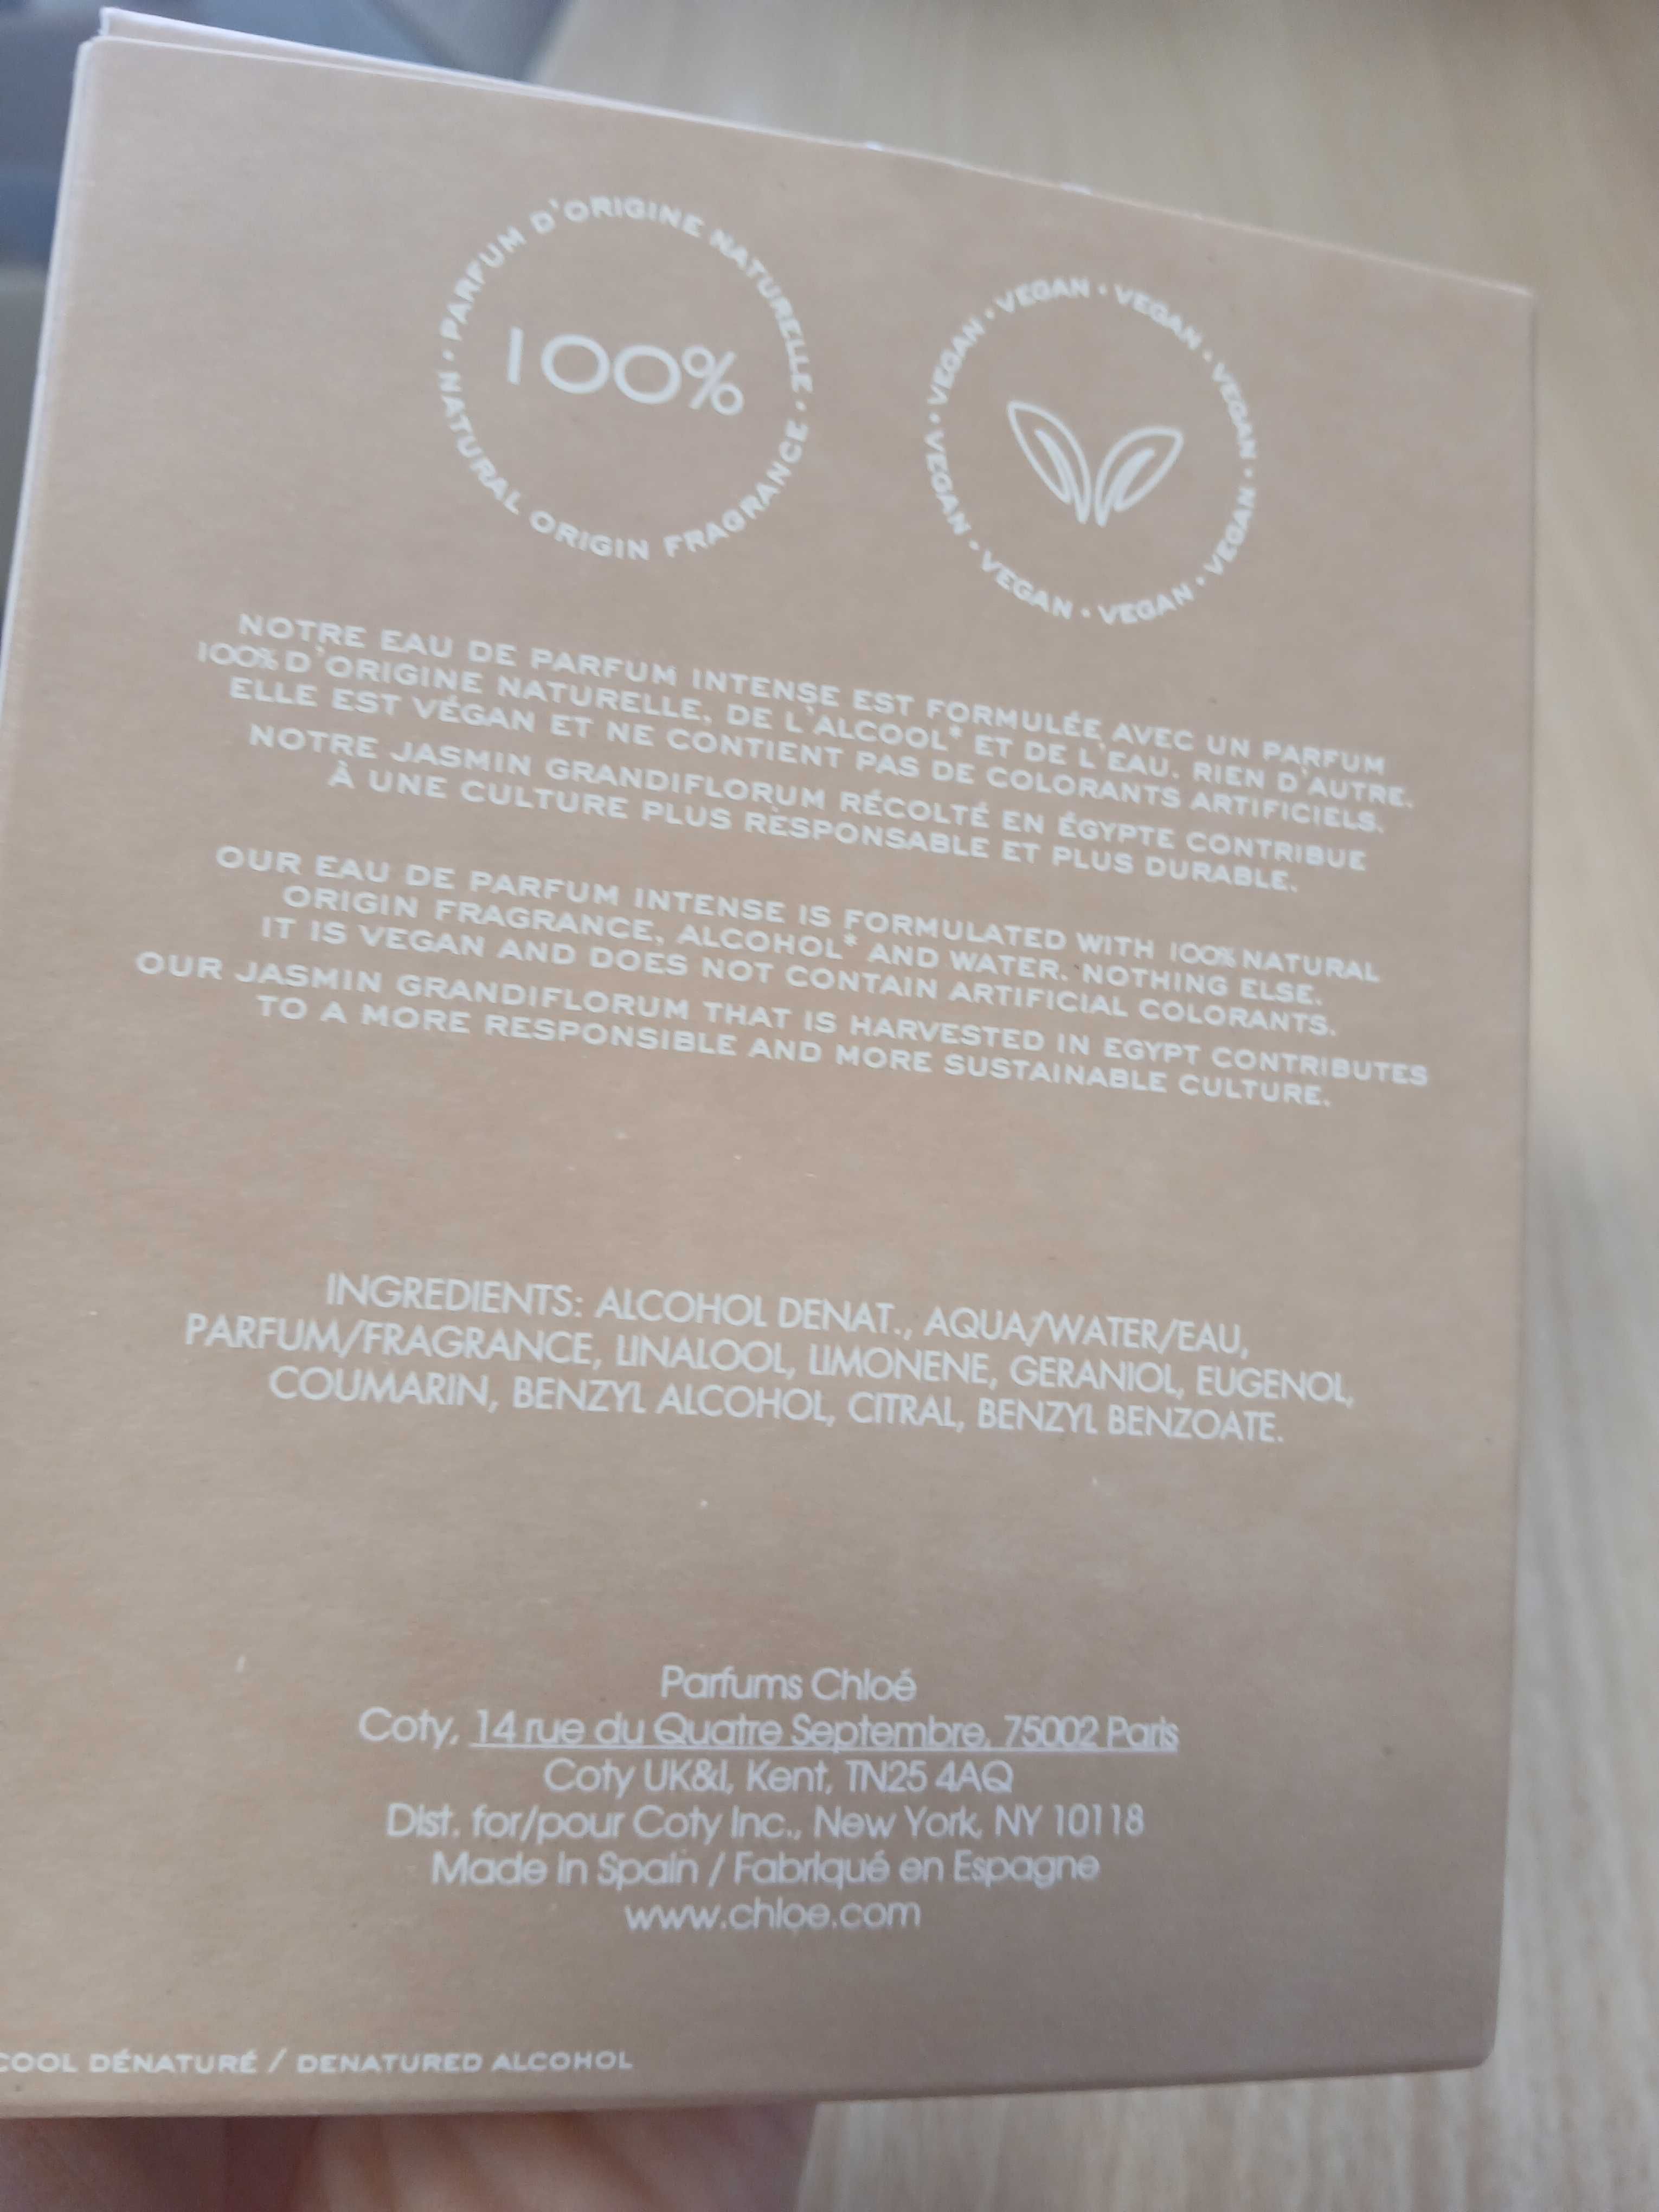 PARFUM D'ORIGINE NATURELLE • NATURAL ORIGIN FRAGRANCE •
100%
VEGAN • VEGAN • VEGAN • VEGAN • VEGAN • VEGAN • VEGAN • VEGAN •
NOTRE EAU DE PARFUM INTENSE EST FORMULÉE AVEC UN PARFUM
100% D'ORIGINE NATURELLE, DE L'ALCOOL* ET DE L'EAU. RIEN D'AUTRE.
ELLE EST VÉGAN ET NE CONTIENT PAS DE COLORANTS ARTIFICIELS.
NOTRE JASMIN GRANDIFLORUM RÉCOLTÉ EN ÉGYPTE CONTRIBUE
À UNE CULTURE PLUS RESPONSABLE ET PLUS DURABLE.
OUR EAU DE PARFUM INTENSE IS FORMULATED WITH 100% NATURAL
ORIGIN FRAGRANCE, ALCOHOL* AND WATER. NOTHING ELSE.
IT IS VEGAN AND DOES NOT CONTAIN ARTIFICIAL COLORANTS.
OUR JASMIN GRANDIFLORUM THAT IS HARVESTED IN EGYPT CONTRIBUTES
TO A MORE RESPONSIBLE AND MORE SUSTAINABLE CULTURE.
INGREDIENTS: ALCOHOL DENAT., AQUA/WATER/EAU,
PARFUM/FRAGRANCE, LINALOOL, LIMONENE, GERANIOL, EUGENOL,
COUMARIN, BENZYL ALCOHOL, CITRAL, BENZYL BENZOATE.
Parfums Chloé
Coty, 14 rue du Quatre Septembre, 75002 Paris
Coty UK&I, Kent, TN25 4AQ
Dist. for/pour Coty Inc., New York, NY 10118
Made in Spain / Fabriqué en Espagne
www.chloe.com
COOL DÉNATURÉ / DENATURED ALCOHOL